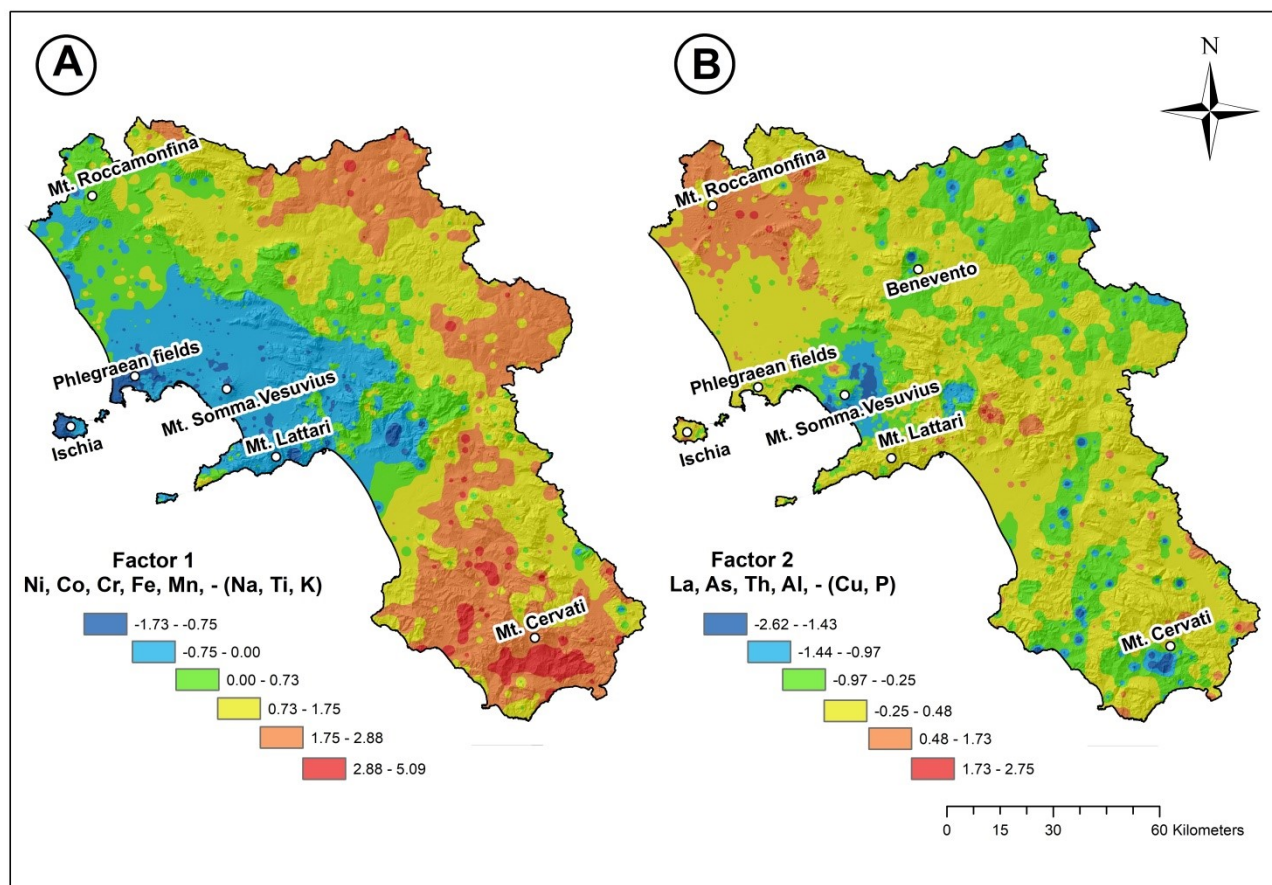 A
B
N
Mt. Roccamonfina
Phlegraean fields
Ischia
Mt. Somma.Vesuvius
Mt. Lattari
Mt. Cervati
Factor 1
Ni, Co, Cr, Fe, Mn, - (Na, Ti, K)
-1.73 - -0.75
-0.75 - 0.00
0.00 - 0.73
0.73 - 1.75
1.75 - 2.88
2.88 - 5.09
Mt. Roccamonfina
Benevento
Phlegraean fields
Ischia
Mt. Somma.Vesuvius
Mt. Lattari
Mt. Cervati
Factor 2
La, As, Th, Al, - (Cu, P)
-2.62 - -1.43
-1.44 - -0.97
-0.97 - -0.25
-0.25 - 0.48
0.48 - 1.73
1.73 - 2.75
0 15 30 60 Kilometers